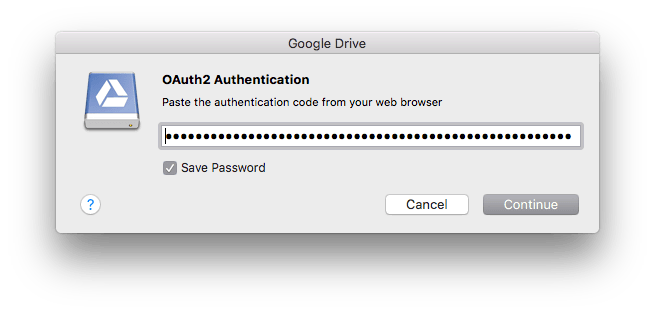 Google Drive
OAuth2 Authentication
Paste the authentication code from your web browser
••••••••••••••••••••••••••••••••••••••••••••••••••••••
Save Password
?
Cancel
Continue